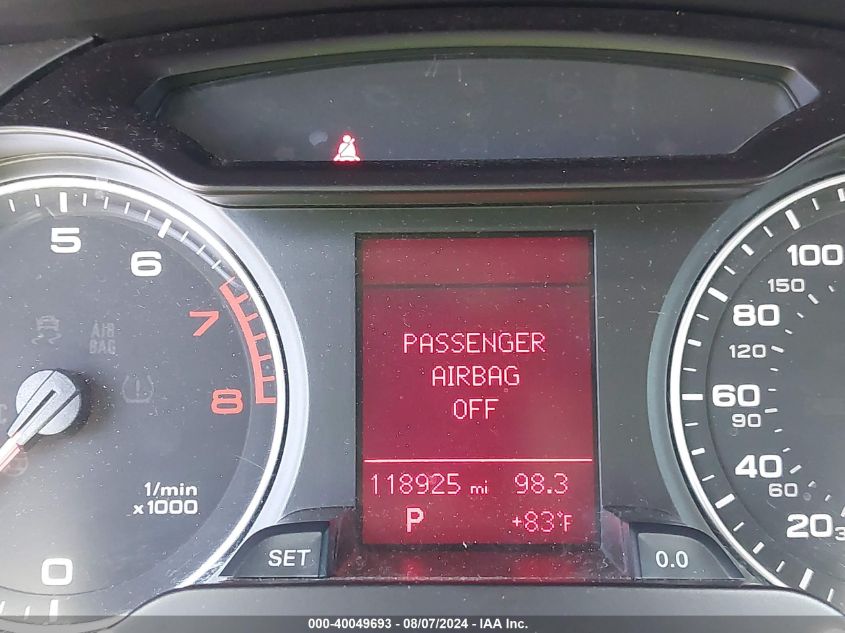 5
6
7
8
AIR
BAG
1/min
x1000
0
PASSENGER
AIRBAG
OFF
118925 mi 98.3
P +83°F
SET
0.0
100
150
80
120
60
90
40
60
20
000-40049693 - 08/07/2024 - IAA Inc.